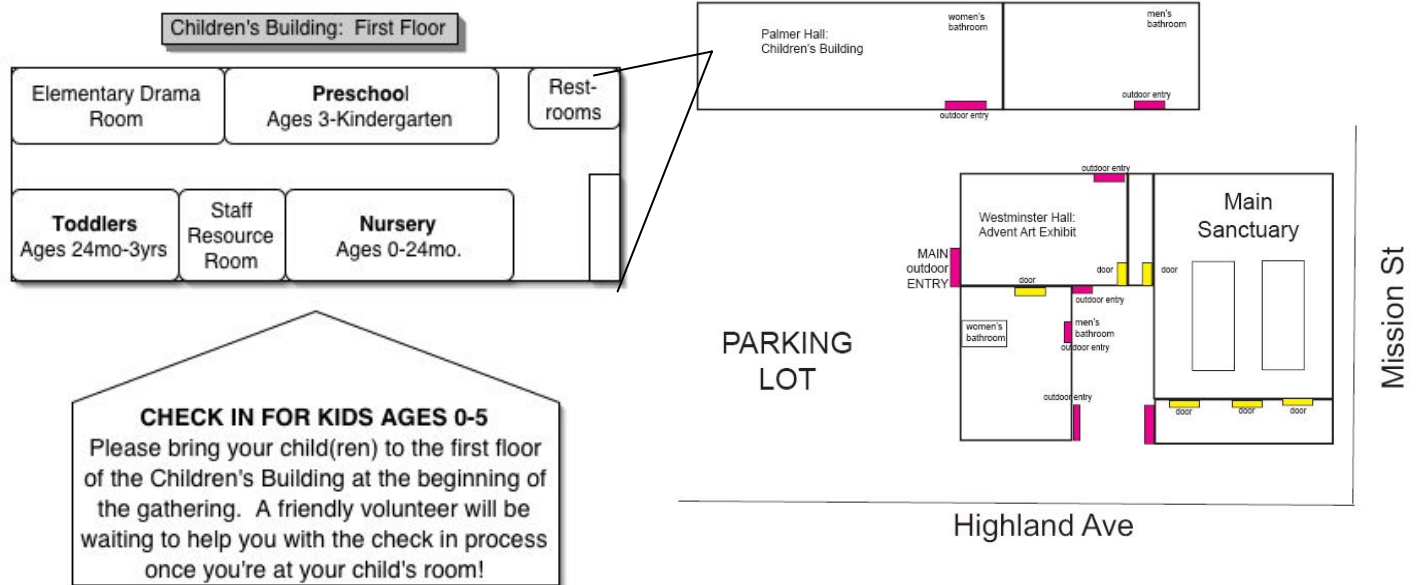 Children's Building:  First Floor
Elementary Drama
Room
Preschool
Ages 3-Kindergarten
Rest-
rooms
Toddlers
Ages 24mo-3yrs
Staff
Resource
Room
Nursery
Ages 0-24mo.
CHECK IN FOR KIDS AGES 0-5
Please bring your child(ren) to the first floor
of the Children's Building at the beginning of
the gathering.  A friendly volunteer will be
waiting to help you with the check in process
once you're at your child's room!
Palmer Hall:
Children's Building
women's
bathroom
men's
bathroom
outdoor entry
outdoor entry
outdoor entry
Westminster Hall:
Advent Art Exhibit
Main
Sanctuary
MAIN
outdoor
ENTRY
door
door
door
outdoor entry
women's
bathroom
men's
bathroom
outdoor entry
outdoor entry
door
door
door
PARKING
LOT
Mission St
Highland Ave